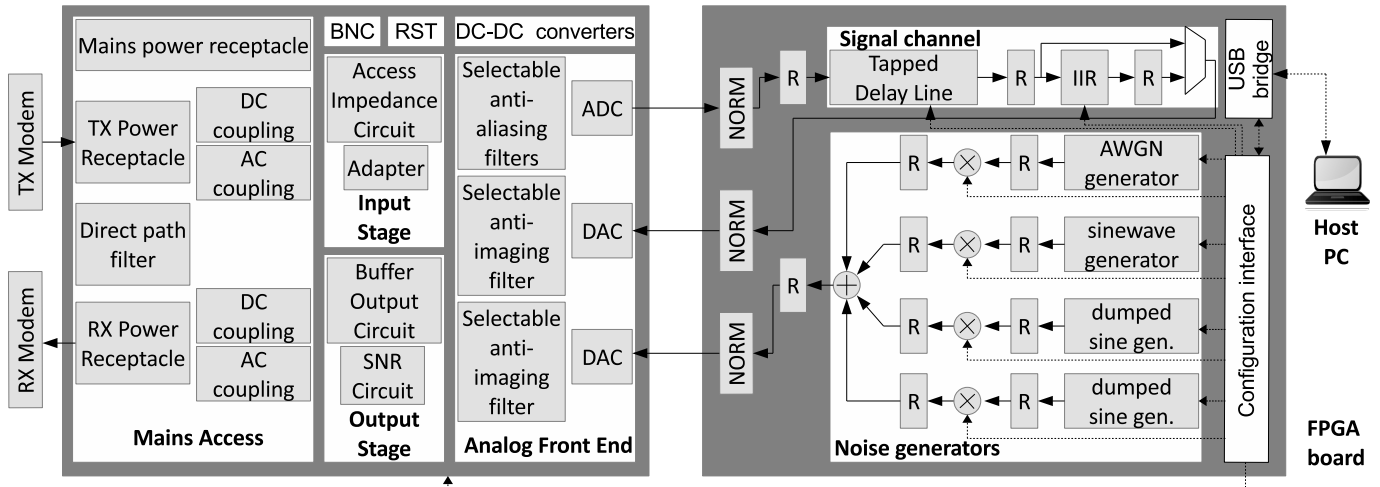 TX Modem
RX Modem
Mains power receptacle
TX Power
Receptacle
DC
coupling
AC
coupling
Direct path
filter
RX Power
Receptacle
DC
coupling
AC
coupling
Mains Access
BNC
RST
Access
Impedance
Circuit
Adapter
Input
Stage
Buffer
Output
Circuit
SNR
Circuit
Output
Stage
DC-DC converters
Selectable
anti-
aliasing
filters
ADC
Selectable
anti-
imaging
filter
DAC
Selectable
anti-
imaging
filter
DAC
Analog Front End
NORM
NORM
NORM
R
R
Signal channel
Tapped
Delay Line
R
IIR
R
USB
bridge
R
R
AWGN
generator
R
R
sinewave
generator
R
R
dumped
sine gen.
R
R
dumped
sine gen.
Noise generators
Configuration interface
Host
PC
FPGA
board